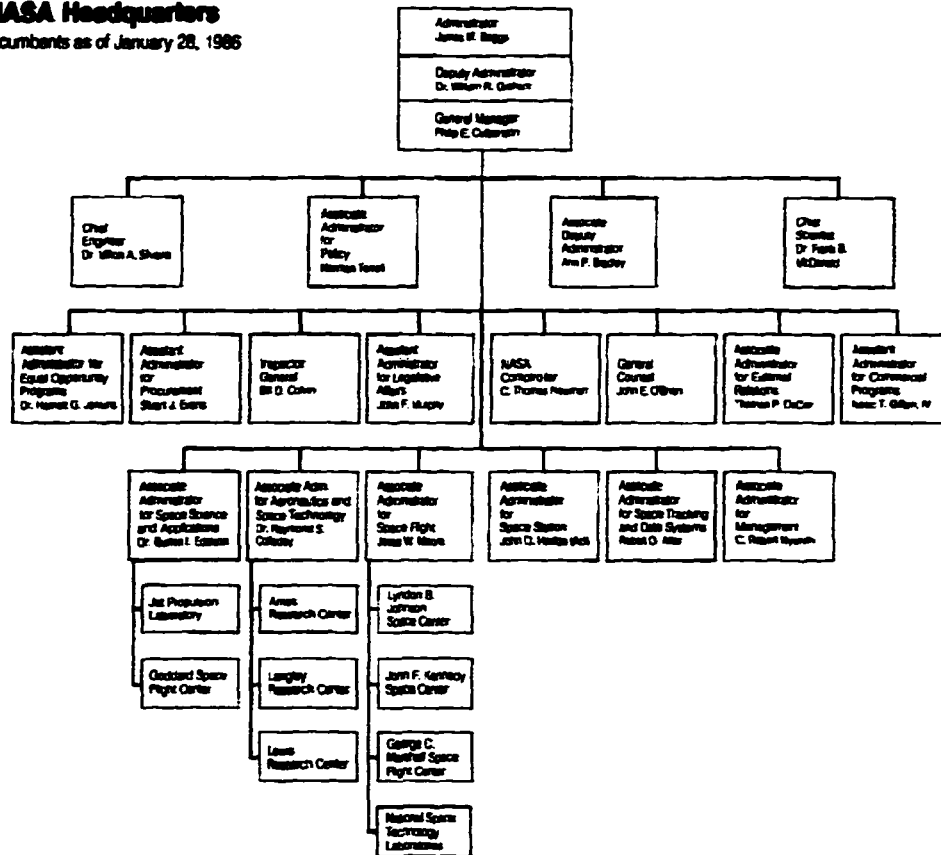 NASA Headquarters
cumbents as of January 28, 1986
Administrator
James M. Beggs
Deputy Administrator
Dr. William R. Graham
General Manager
Philip E. Culbertson
Chief
Engineer
Dr. Milton A. Silveira
Associate
Administrator
for
Policy
Norman Terrell
Associate
Deputy
Administrator
Ann P. Bradley
Chief
Scientist
Dr. Frank B.
McDonald
Assistant
Administrator for
Equal Opportunity
Programs
Dr. Harriett G. Jenkins
Assistant
Administrator
for
Procurement
Stuart J. Evans
Inspector
General
Bill D. Colvin
Assistant
Administrator
for Legislative
Affairs
John F. Murphy
NASA
Comptroller
C. Thomas Newman
General
Counsel
John E. O'Brien
Associate
Administrator
for External
Relations
Assistant
Administrator
for Commercial
Programs
Isaac T. Gillam, IV
Associate
Administrator
for Space Science
and Applications
Dr. Burton I. Edelson
Associate Adm.
for Aeronautics and
Space Technology
Dr. Raymond S.
Colladay
Associate
Administrator
for
Space Flight
Jesse W. Moore
Associate
Administrator
for
Space Station
John D. Hodge
Associate
Administrator
for Space Tracking
and Data Systems
Robert O. Aller
Associate
Administrator
for
Management
C. Robert Nysmith
Jet Propulsion
Laboratory
Ames
Research Center
Lyndon B.
Johnson
Space Center
Goddard Space
Flight Center
Langley
Research Center
John F. Kennedy
Space Center
Lewis
Research Center
George C.
Marshall Space
Flight Center
National Space
Technology
Laboratories